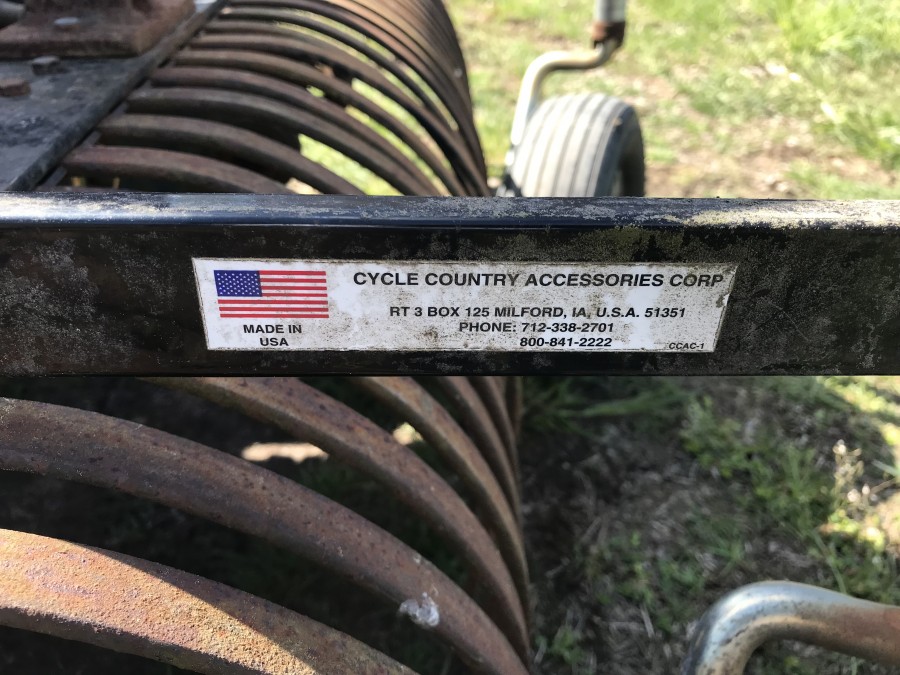 CYCLE COUNTRY ACCESSORIES CORP
RT 3 BOX 125 MILFORD, IA, U.S.A. 51351
PHONE: 712-338-2701
800-841-2222
MADE IN
USA
CCAC-1